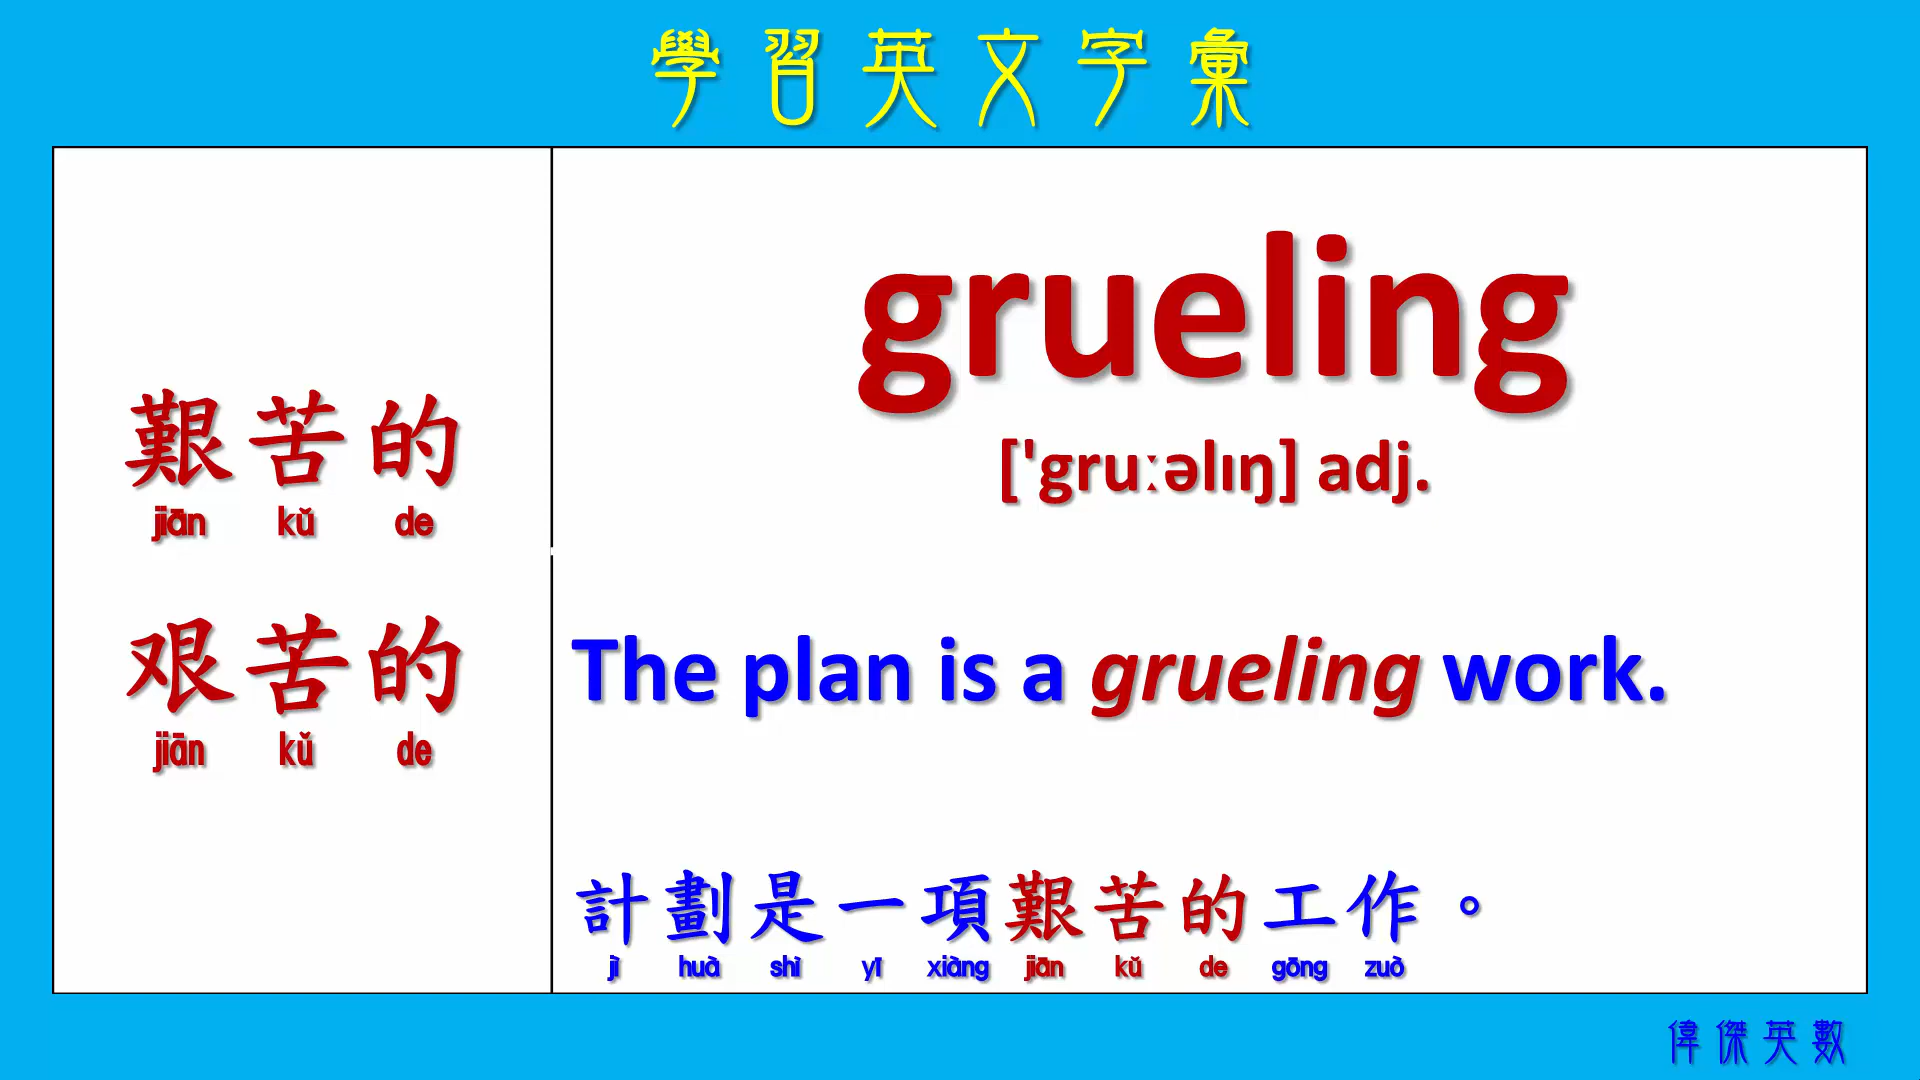 學習英文字彙
艱苦的
jiān kǔ de
艰苦的
jiān kǔ de
grueling
['gruːəlɪŋ] adj.
The plan is a grueling work.
計劃是一項艱苦的工作。
jì huà shì yī xiàng jiān kǔ de gōng zuò
偉傑英數